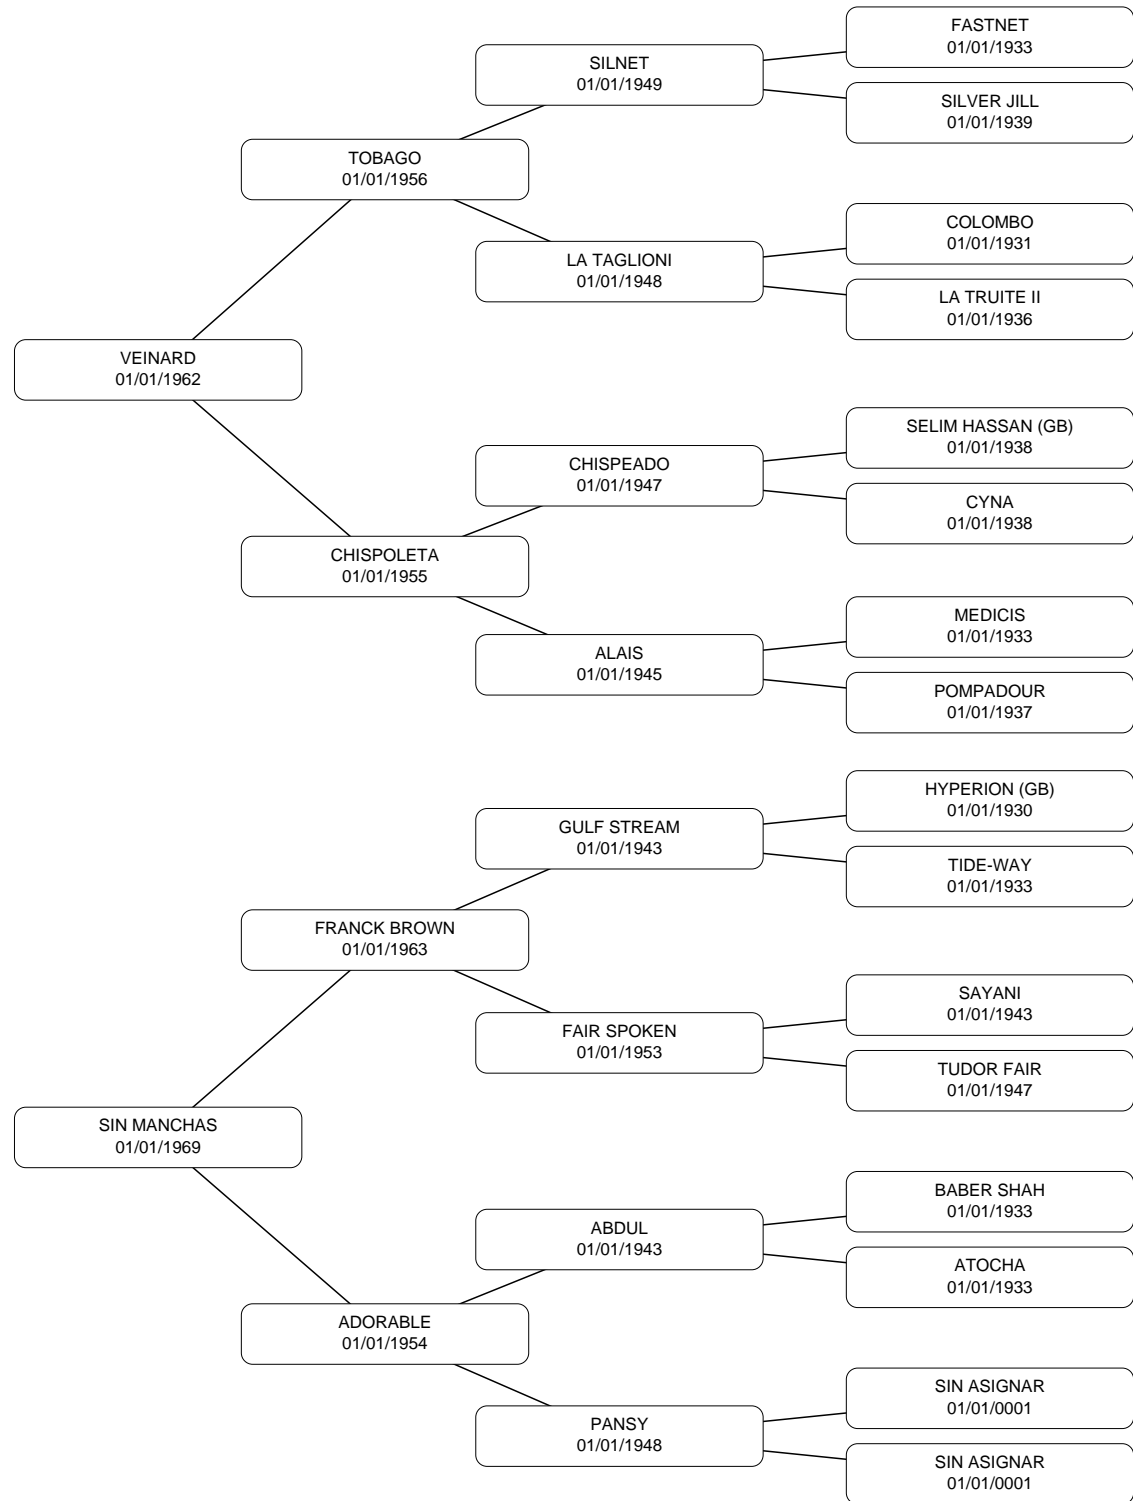 FASTNET
01/01/1933
SILNET
01/01/1949
SILVER JILL
01/01/1939
TOBAGO
01/01/1956
COLOMBO
01/01/1931
LA TAGLIONI
01/01/1948
LA TRUITE II
01/01/1936
VEINARD
01/01/1962
SELIM HASSAN (GB)
01/01/1938
CHISPEADO
01/01/1947
CYNA
01/01/1938
CHISPOLETA
01/01/1955
MEDICIS
01/01/1933
ALAIS
01/01/1945
POMPADOUR
01/01/1937
HYPERION (GB)
01/01/1930
GULF STREAM
01/01/1943
TIDE-WAY
01/01/1933
FRANCK BROWN
01/01/1963
SAYANI
01/01/1943
FAIR SPOKEN
01/01/1953
TUDOR FAIR
01/01/1947
SIN MANCHAS
01/01/1969
BABER SHAH
01/01/1933
ABDUL
01/01/1943
ATOCHA
01/01/1933
ADORABLE
01/01/1954
SIN ASIGNAR
01/01/0001
PANSY
01/01/1948
SIN ASIGNAR
01/01/0001